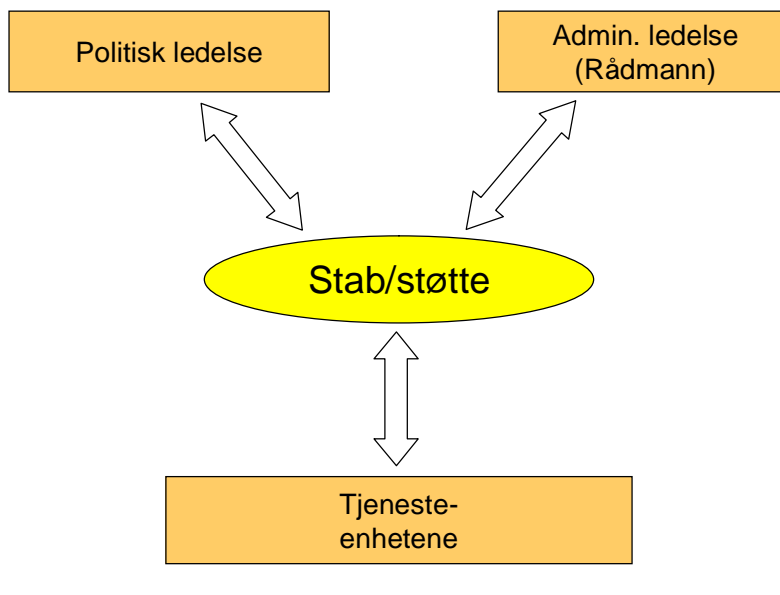 Politisk ledelse
Admin. ledelse
(Rådmann)
Stab/støtte
Tjeneste-
enhetene